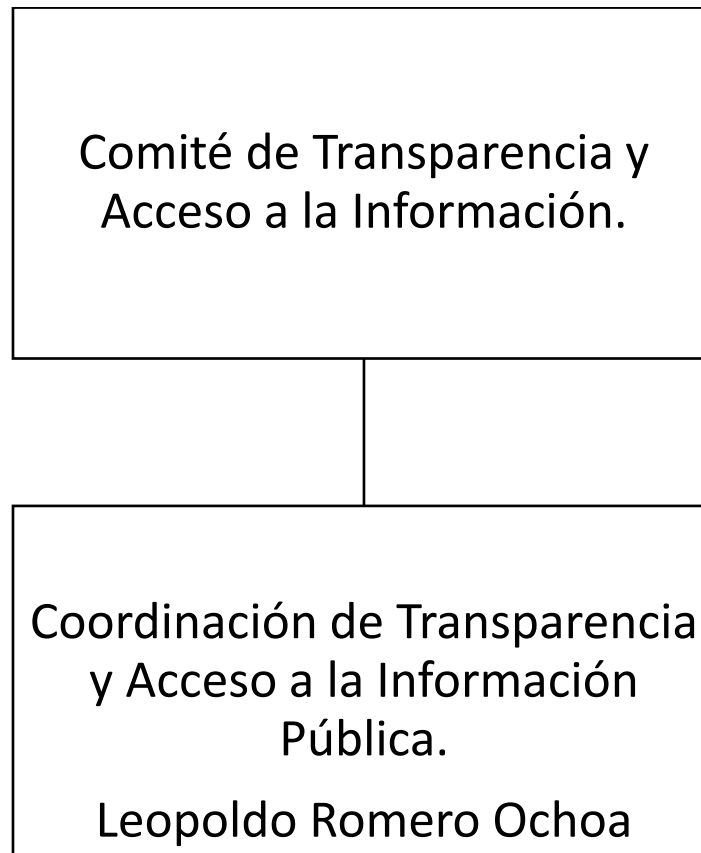 Comité de Transparencia y
Acceso a la Información.
Coordinación de Transparencia
y Acceso a la Información
Pública.
Leopoldo Romero Ochoa